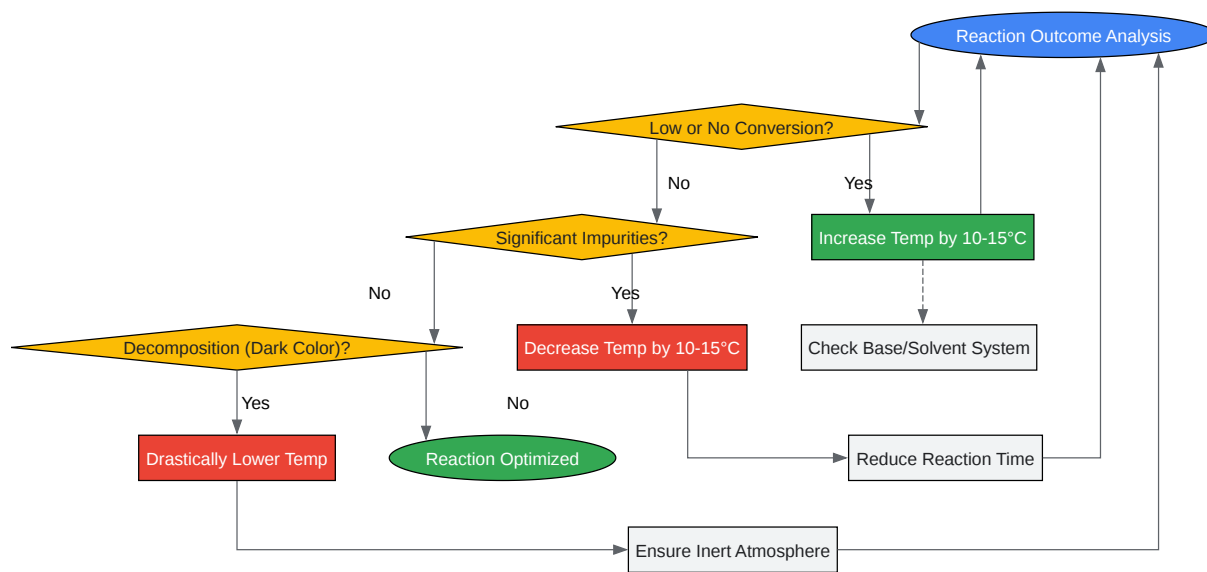 Reaction Outcome Analysis
Low or No Conversion?
No
Yes
Significant Impurities?
Increase Temp by 10-15°C
No
Yes
Decomposition (Dark Color)?
Decrease Temp by 10-15°C
Check Base/Solvent System
Yes
No
Drastically Lower Temp
Reaction Optimized
Reduce Reaction Time
Ensure Inert Atmosphere